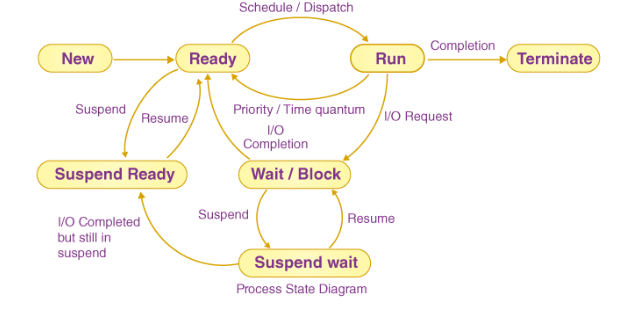 Schedule / Dispatch
New
Ready
Run
Completion
Terminate
Suspend
Resume
Priority / Time quantum
I/O Request
I/O
Completion
Suspend Ready
Wait / Block
I/O Completed
but still in
suspend
Suspend
Resume
Suspend wait
Process State Diagram